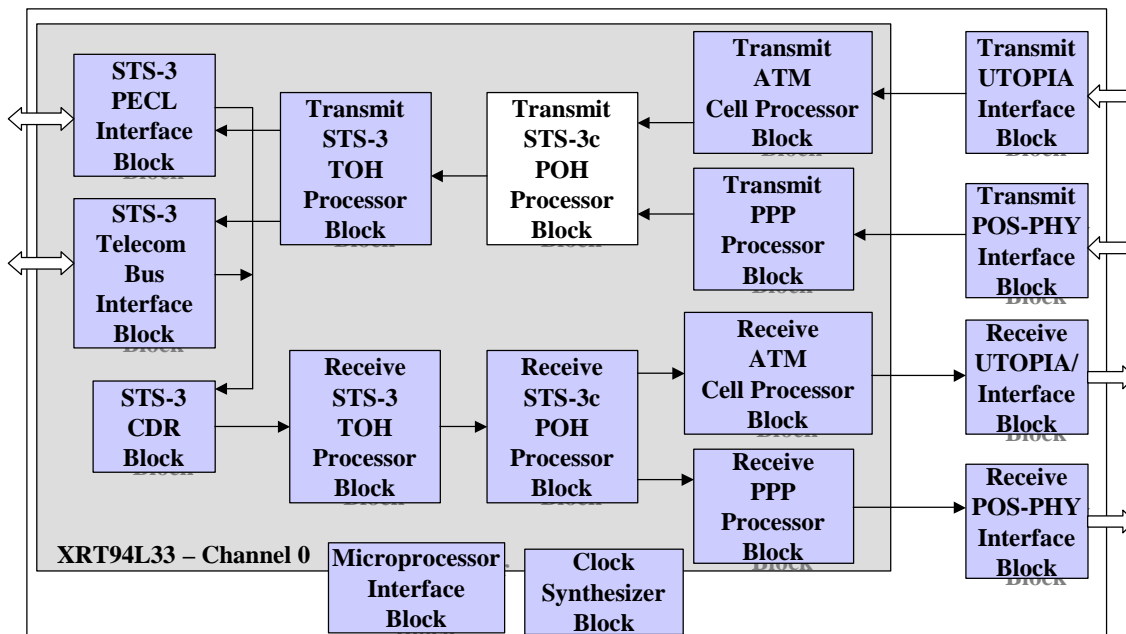 STS-3
PECL
Interface
Block
Transmit
STS-3
TOH
Processor
Block
Transmit
STS-3c
POH
Processor
Block
Transmit
ATM
Cell Processor
Block
Transmit
UTOPIA
Interface
Block
STS-3
Telecom
Bus
Interface
Block
Transmit
PPP
Processor
Block
Transmit
POS-PHY
Interface
Block
STS-3
CDR
Block
Receive
STS-3
TOH
Processor
Block
Receive
STS-3c
POH
Processor
Block
Receive
ATM
Cell Processor
Block
Receive
UTOPIA/
Interface
Block
Receive
PPP
Processor
Block
Receive
POS-PHY
Interface
Block
XRT94L33 – Channel 0
Microprocessor
Interface
Block
Clock
Synthesizer
Block